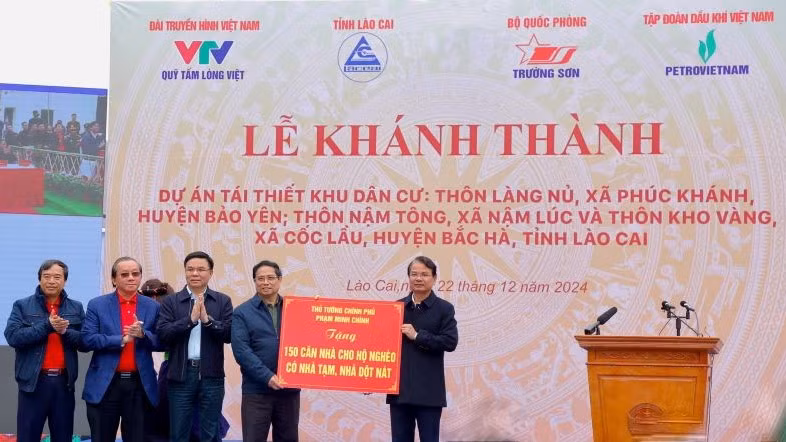 ĐÀI TRUYỀN HÌNH VIỆT NAM
VTV
QUỸ TẤM LÒNG VIỆT
TỈNH LÀO CAI
BỘ QUỐC PHÒNG
TRƯỜNG SƠN
TẬP ĐOÀN DẦU KHÍ VIỆT NAM
PETROVIETNAM
LỄ KHÁNH THÀNH
DỰ ÁN TÁI THIẾT KHU DÂN CƯ: THÔN LÀNG NỦ, XÃ PHÚC KHÁNH,
HUYỆN BẢO YÊN; THÔN NẬM TÔNG, XÃ NẬM LÚC VÀ THÔN KHO VÀNG,
XÃ CỐC LẦU, HUYỆN BẮC HÀ, TỈNH LÀO CAI
Lào Cai, 22 tháng 12 năm 2024
THỦ TƯỚNG CHÍNH PHỦ
PHẠM MINH CHÍNH
Tặng
150 CĂN NHÀ CHO HỘ NGHÈO
CÓ NHÀ TẠM, NHÀ DỘT NÁT